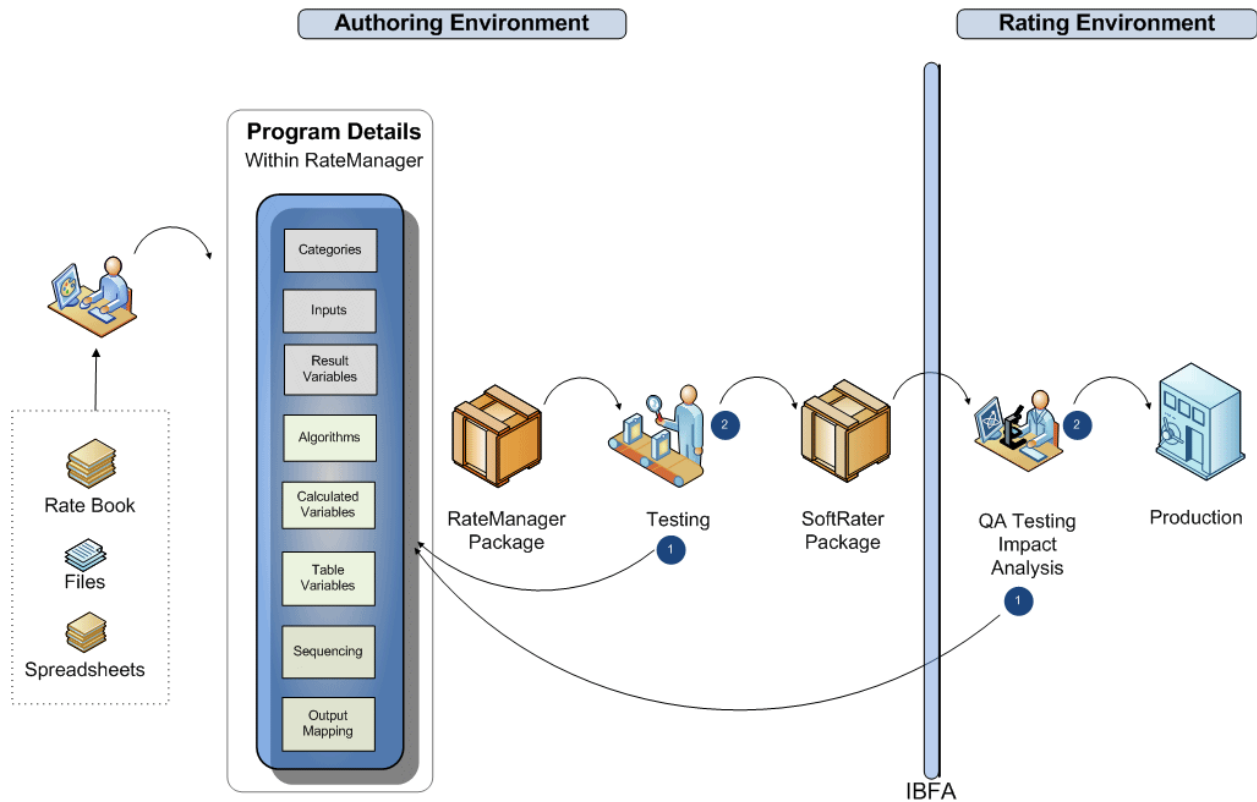 Authoring Environment
Rating Environment
Program Details
Within RateManager
Categories
Inputs
Result
Variables
Algorithms
Calculated
Variables
Table
Variables
Sequencing
Output
Mapping
Rate Book
Files
Spreadsheets
RateManager
Package
Testing
1
2
SoftRater
Package
QA Testing
Impact
Analysis
1
2
Production
IBFA